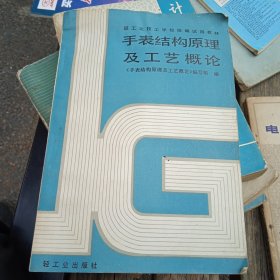 轻工业技工学校统编试用教材
手表结构原理
及工艺概论
《手表结构原理及工艺概论》编写组 编
轻工业出版社
计
电